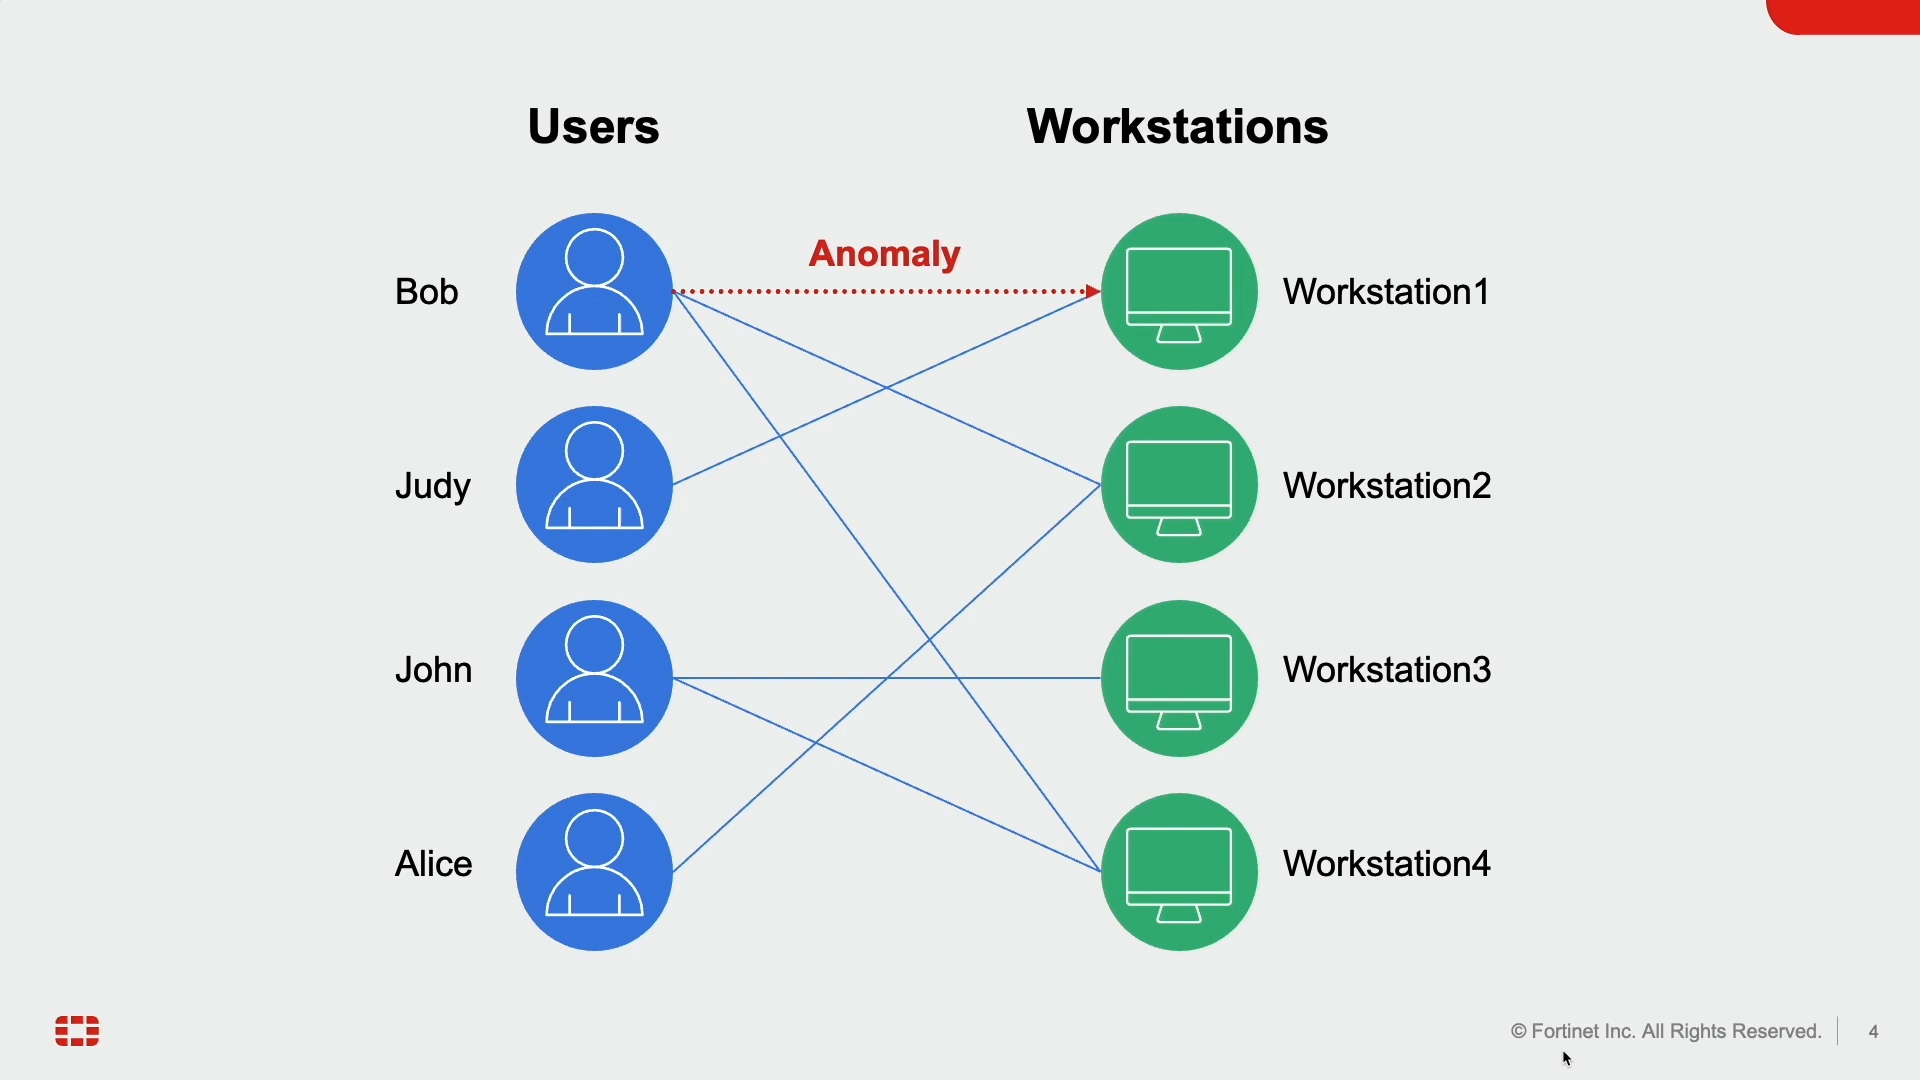 Users
Workstations
Anomaly
Bob
Workstation1
Judy
Workstation2
John
Workstation3
Alice
Workstation4
© Fortinet Inc. All Rights Reserved.
4